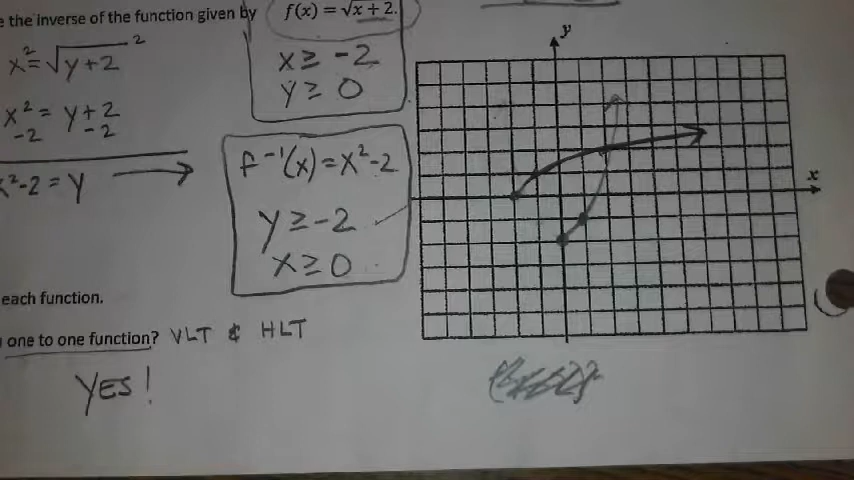 e the inverse of the function given by f(x) = √x + 2.
x² = √y+2 ²
x² = y+2
-2 -2
x²-2 = y
x ≥ -2
y ≥ 0
f⁻¹(x) = x²-2
y ≥ -2
x ≥ 0
y
x
each function.
one to one function? VLT & HLT
YES!